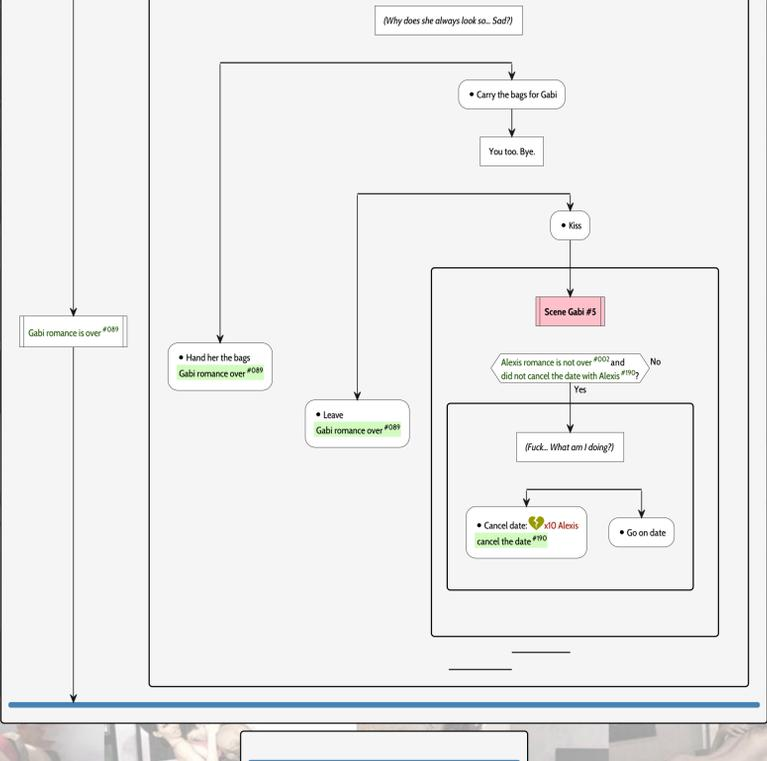 (Why does she always look so... Sad?)
• Carry the bags for Gabi
You too. Bye.
• Kiss
Scene Gabi #5
Gabi romance is over #089
• Hand her the bags
Gabi romance over #089
Alexis romance is not over #002 and
did not cancel the date with Alexis #190?
No
Yes
• Leave
Gabi romance over #089
(Fuck... What am I doing?)
• Cancel date: x10 Alexis
cancel the date #190
• Go on date